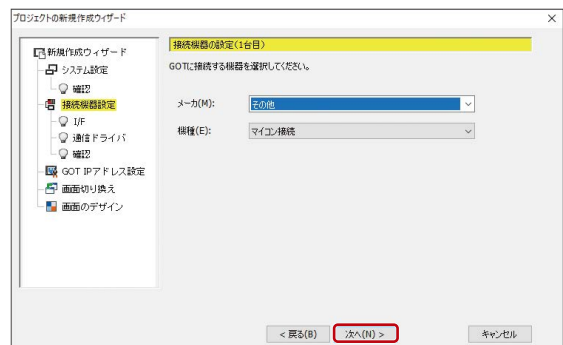 プロジェクトの新規作成ウィザード
新規作成ウィザード
システム設定
確認
接続機器設定
I/F
通信ドライバ
確認
GOT IPアドレス設定
画面切り換え
画面のデザイン
接続機器の設定(1台目)
GOTに接続する機器を選択してください。
メーカ(M): その他
機種(E): マイコン接続
< 戻る(B) 次へ(N) > キャンセル